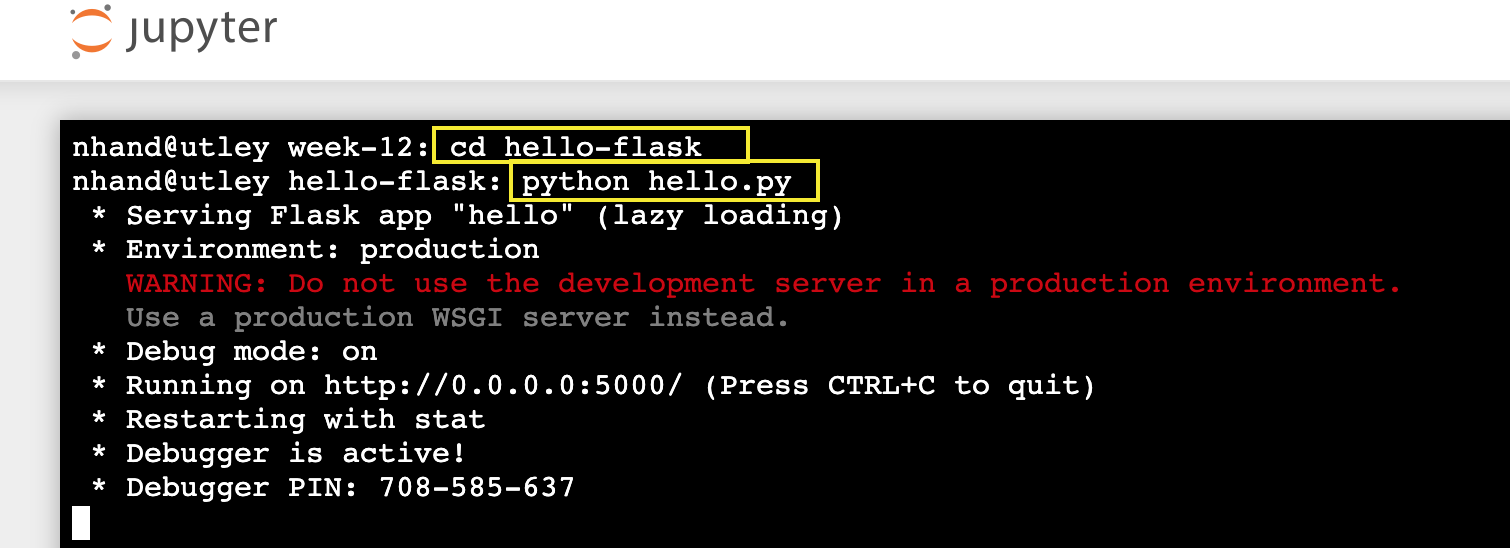 jupyter
nhand@utley week-12: cd hello-flask
nhand@utley hello-flask: python hello.py
* Serving Flask app "hello" (lazy loading)
* Environment: production
WARNING: Do not use the development server in a production environment.
Use a production WSGI server instead.
* Debug mode: on
* Running on http://0.0.0.0:5000/ (Press CTRL+C to quit)
* Restarting with stat
* Debugger is active!
* Debugger PIN: 708-585-637